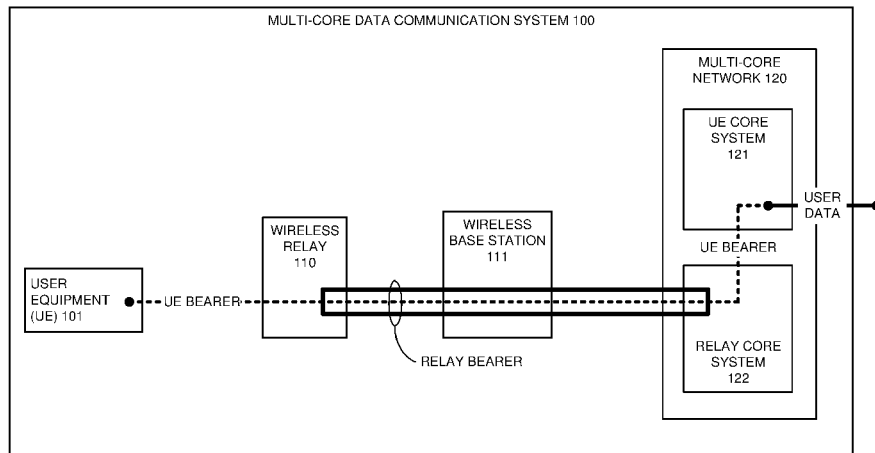 MULTI-CORE DATA COMMUNICATION SYSTEM 100
MULTI-CORE
NETWORK 120
UE CORE
SYSTEM
121
USER
DATA
UE BEARER
WIRELESS
RELAY
110
WIRELESS
BASE STATION
111
USER
EQUIPMENT
(UE) 101
UE BEARER
RELAY BEARER
RELAY CORE
SYSTEM
122